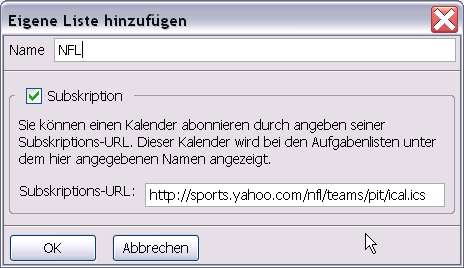 Eigene Liste hinzufügen
Name NFL
Subskription
Sie können einen Kalender abonnieren durch angeben seiner
Subskriptions-URL. Dieser Kalender wird bei den Aufgabenlisten unter
dem hier angegebenen Namen angezeigt.
Subskriptions-URL: http://sports.yahoo.com/nfl/teams/pit/ical.ics
OK Abbrechen